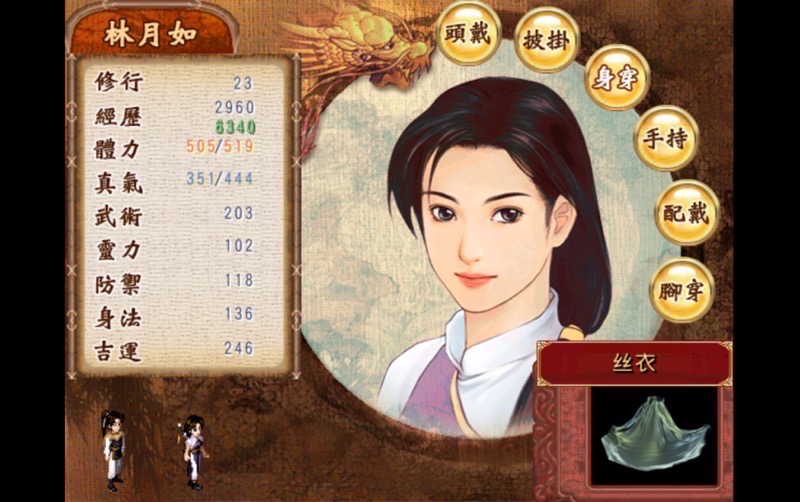 林月如
修行 23
經歷 2960
6340
體力 505/519
真氣 351/444
武術 203
靈力 102
防禦 118
身法 136
吉運 246
頭戴
披掛
身穿
手持
配戴
腳穿
丝衣